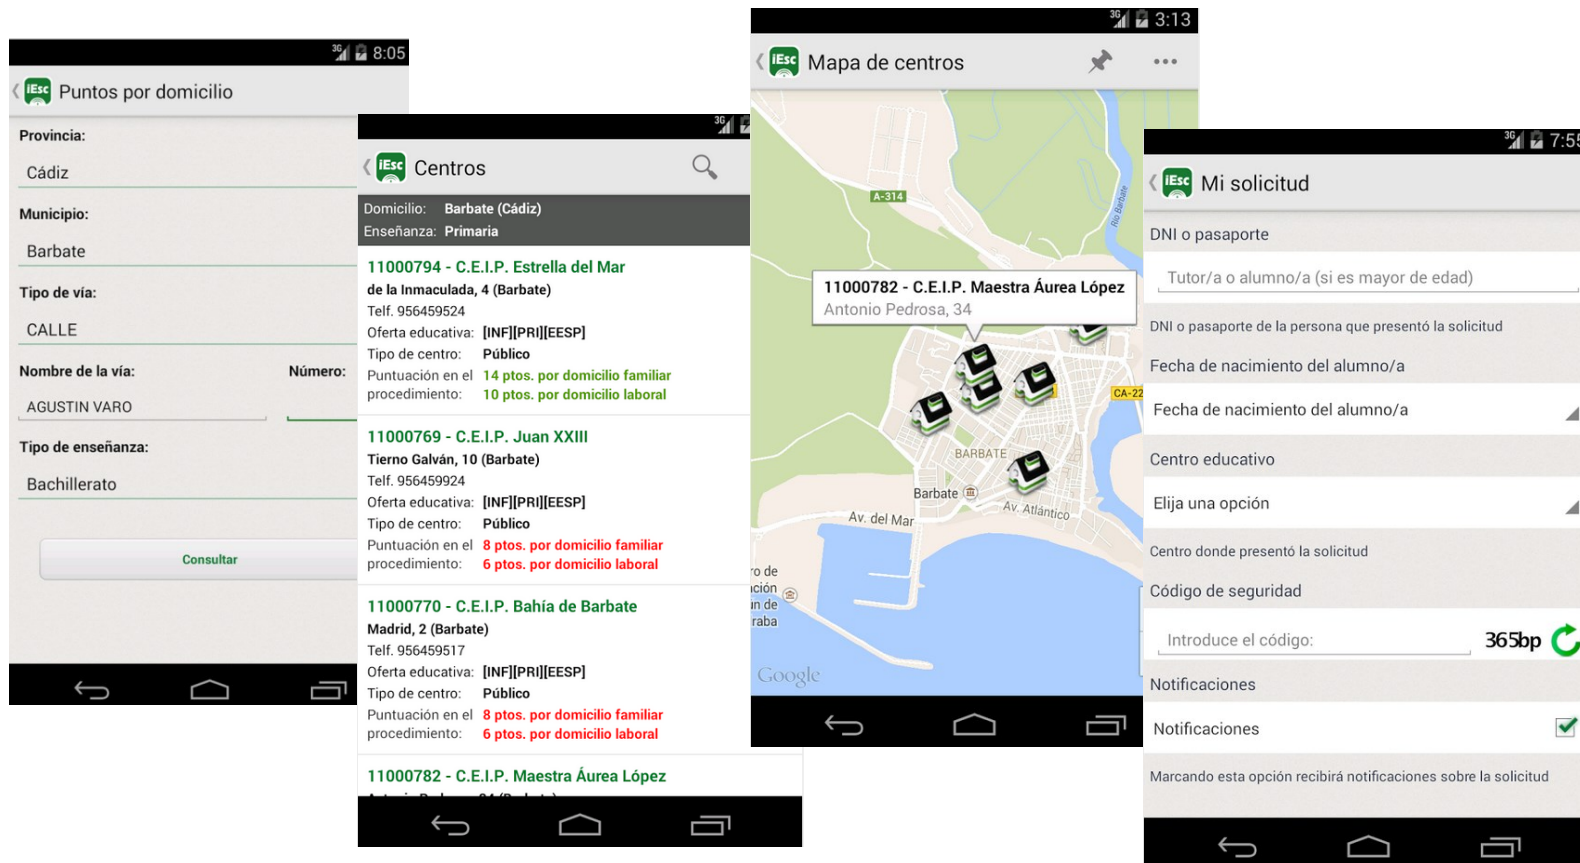 3G 8:05
iEsc Puntos por domicilio
Provincia:
Cádiz
Municipio:
Barbate
Tipo de vía:
CALLE
Nombre de la vía: Número:
AGUSTIN VARO
Tipo de enseñanza:
Bachillerato
Consultar
3G
iEsc Centros
Domicilio: Barbate (Cádiz)
Enseñanza: Primaria
11000794 - C.E.I.P. Estrella del Mar
de la Inmaculada, 4 (Barbate)
Telf. 956459524
Oferta educativa: [INF][PRI][EESP]
Tipo de centro: Público
Puntuación en el 14 ptos. por domicilio familiar
procedimiento: 10 ptos. por domicilio laboral
11000769 - C.E.I.P. Juan XXIII
Tierno Galván, 10 (Barbate)
Telf. 956459924
Oferta educativa: [INF][PRI][EESP]
Tipo de centro: Público
Puntuación en el 8 ptos. por domicilio familiar
procedimiento: 6 ptos. por domicilio laboral
11000770 - C.E.I.P. Bahía de Barbate
Madrid, 2 (Barbate)
Telf. 956459517
Oferta educativa: [INF][PRI][EESP]
Tipo de centro: Público
Puntuación en el 8 ptos. por domicilio familiar
procedimiento: 6 ptos. por domicilio laboral
11000782 - C.E.I.P. Maestra Áurea López
3G 3:13
iEsc Mapa de centros
A-314
Río Barbate
11000782 - C.E.I.P. Maestra Áurea López
Antonio Pedrosa, 34
CA-22
BARBATE
Barbate
Av. del Mar
Av. Atlántico
ro de
ación
un de
raba
Google
3G 7:55
iEsc Mi solicitud
DNI o pasaporte
Tutor/a o alumno/a (si es mayor de edad)
DNI o pasaporte de la persona que presentó la solicitud
Fecha de nacimiento del alumno/a
Fecha de nacimiento del alumno/a
Centro educativo
Elija una opción
Centro donde presentó la solicitud
Código de seguridad
Introduce el código: 365bp
Notificaciones
Notificaciones
Marcando esta opción recibirá notificaciones sobre la solicitud